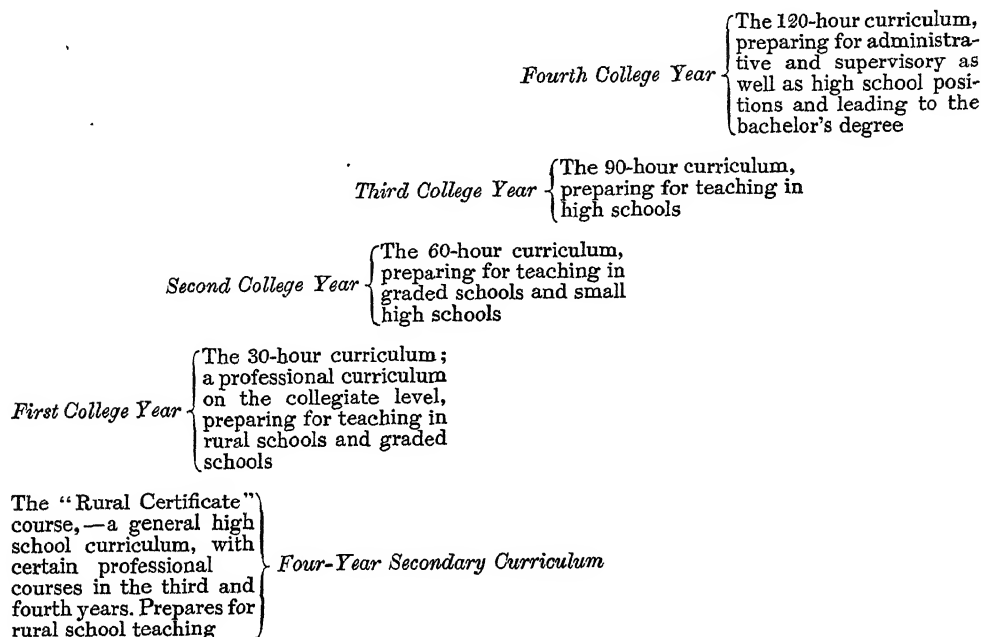 The 120-hour curriculum,
preparing for administra-
tive and supervisory as
Fourth College Year well as high school posi-
tions and leading to the
bachelor's degree
The 90-hour curriculum,
Third College Year preparing for teaching in
high schools
The 60-hour curriculum,
preparing for teaching in
Second College Year graded schools and small
high schools
The 30-hour curriculum;
a professional curriculum
on the collegiate level,
First College Year preparing for teaching in
rural schools and graded
schools
The "Rural Certificate"
course,—a general high
school curriculum, with
certain professional Four-Year Secondary Curriculum
courses in the third and
fourth years. Prepares for
rural school teaching